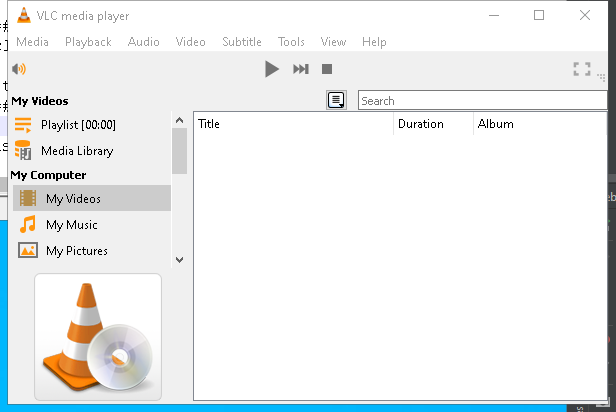 VLC media player
Media Playback Audio Video Subtitle Tools View Help
My Videos
Search
Playlist [00:00]
Title Duration Album
Media Library
My Computer
My Videos
My Music
My Pictures